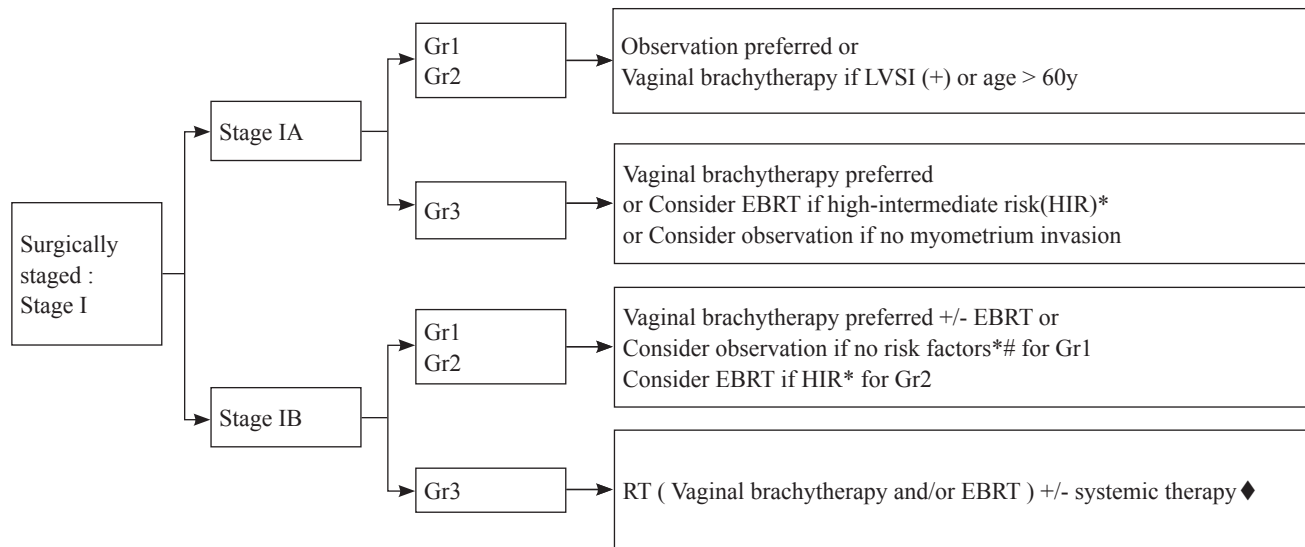 Surgically
staged :
Stage I
Stage IA
Gr1
Gr2
Observation preferred or
Vaginal brachytherapy if LVSI (+) or age > 60y
Gr3
Vaginal brachytherapy preferred
or Consider EBRT if high-intermediate risk(HIR)*
or Consider observation if no myometrium invasion
Stage IB
Gr1
Gr2
Vaginal brachytherapy preferred +/- EBRT or
Consider observation if no risk factors*# for Gr1
Consider EBRT if HIR* for Gr2
Gr3
RT ( Vaginal brachytherapy and/or EBRT ) +/- systemic therapy♦